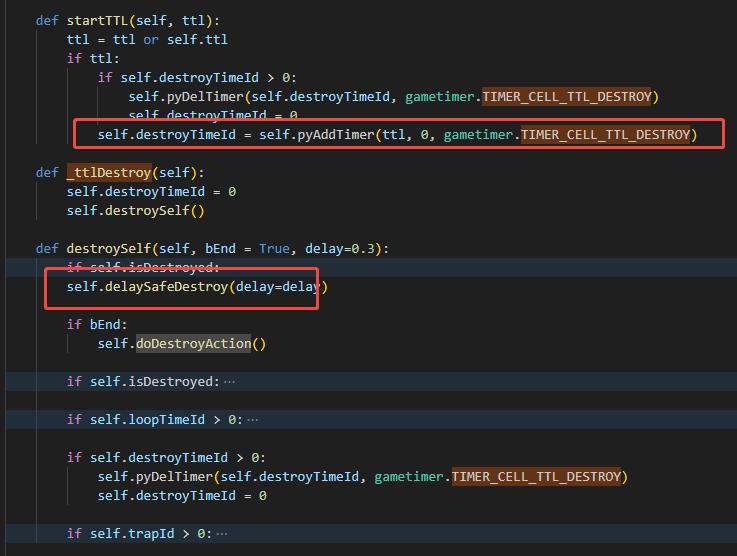 def startTTL(self, ttl):
ttl = ttl or self.ttl
if ttl:
if self.destroyTimeId > 0:
self.pyDelTimer(self.destroyTimeId, gametimer.TIMER_CELL_TTL_DESTROY)
self.destroyTimeId = 0
self.destroyTimeId = self.pyAddTimer(ttl, 0, gametimer.TIMER_CELL_TTL_DESTROY)
def _ttlDestroy(self):
self.destroyTimeId = 0
self.destroySelf()
def destroySelf(self, bEnd = True, delay=0.3):
if self.isDestroyed:
self.delaySafeDestroy(delay=delay)
if bEnd:
self.doDestroyAction()
if self.isDestroyed:···
if self.loopTimeId > 0:···
if self.destroyTimeId > 0:
self.pyDelTimer(self.destroyTimeId, gametimer.TIMER_CELL_TTL_DESTROY)
self.destroyTimeId = 0
if self.trapId > 0:···